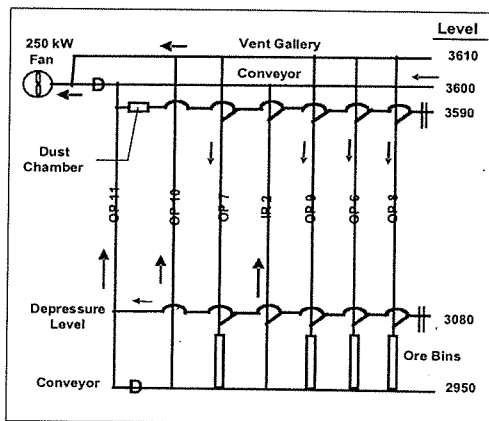 Level
250 kW
Fan
Vent Gallery
3610
Conveyor
3600
3590
Dust
Chamber
OP 11
OP 10
OP 7
IR 2
OP 9
OP 6
OP 8
Depressure
Level
3080
Ore Bins
Conveyor
2950